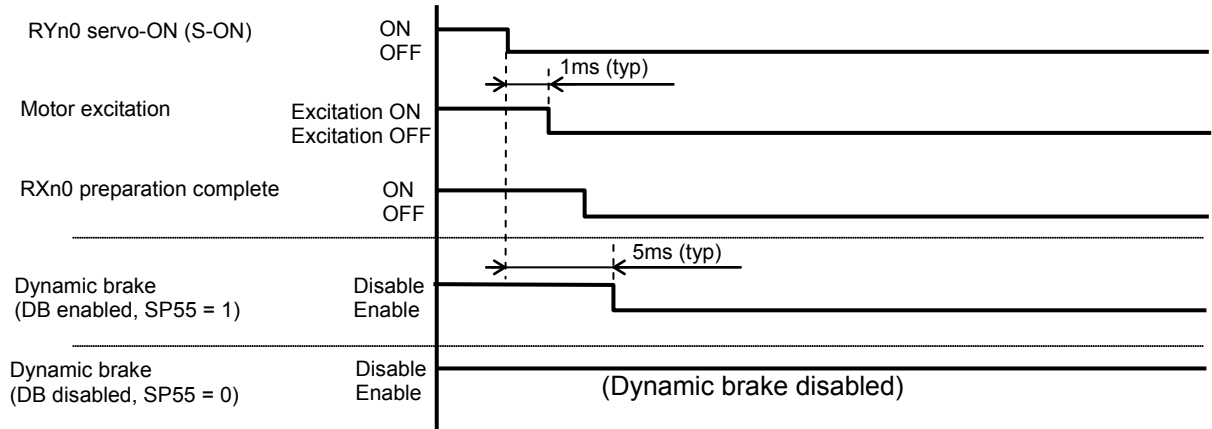 RYn0 servo-ON (S-ON)
ON
OFF
1ms (typ)
Motor excitation
Excitation ON
Excitation OFF
RXn0 preparation complete
ON
OFF
5ms (typ)
Dynamic brake
(DB enabled, SP55 = 1)
Disable
Enable
Dynamic brake
(DB disabled, SP55 = 0)
Disable
Enable
(Dynamic brake disabled)